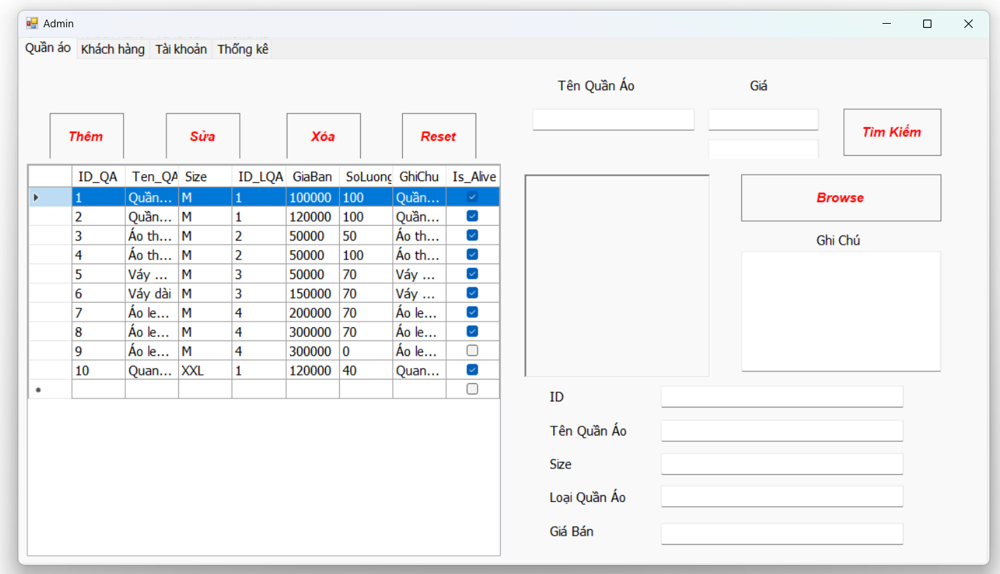 Admin
Quần áo Khách hàng Tài khoản Thống kê
Tên Quần Áo Giá
Thêm Sửa Xóa Reset Tìm Kiếm
ID_QA Ten_QA Size ID_LQA GiaBan SoLuong GhiChu Is_Alive
1 Quần... M 1 100000 100 Quần...
2 Quần... M 1 120000 100 Quần...
3 Áo th... M 2 50000 50 Áo th...
4 Áo th... M 2 50000 100 Áo th...
5 Váy ... M 3 50000 70 Váy ...
6 Váy dài M 3 150000 70 Váy ...
7 Áo le... M 4 200000 70 Áo le...
8 Áo le... M 4 300000 70 Áo le...
9 Áo le... M 4 300000 0 Áo le...
10 Quan... XXL 1 120000 40 Quan...
Browse
Ghi Chú
ID
Tên Quần Áo
Size
Loại Quần Áo
Giá Bán